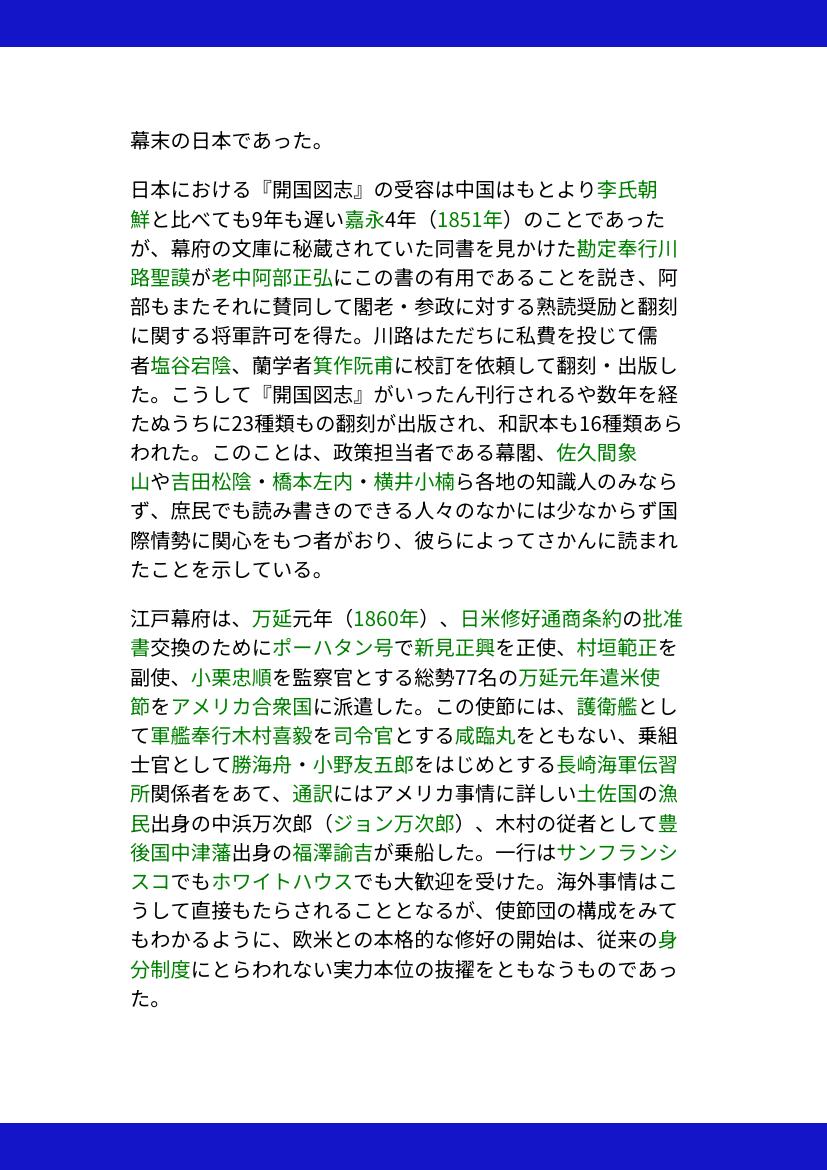 幕末の日本であった。
日本における『開国図志』の受容は中国はもとより李氏朝
鮮と比べても9年も遅い嘉永4年（1851年）のことであった
が、幕府の文庫に秘蔵されていた同書を見かけた勘定奉行川
路聖謨が老中阿部正弘にこの書の有用であることを説き、阿
部もまたそれに賛同して閣老・参政に対する熟読奨励と翻刻
に関する将軍許可を得た。川路はただちに私費を投じて儒
者塩谷宕陰、蘭学者箕作阮甫に校訂を依頼して翻刻・出版し
た。こうして『開国図志』がいったん刊行されるや数年を経
たぬうちに23種類もの翻刻が出版され、和訳本も16種類あら
われた。このことは、政策担当者である幕閣、佐久間象
山や吉田松陰・橋本左内・横井小楠ら各地の知識人のみなら
ず、庶民でも読み書きのできる人々のなかには少なからず国
際情勢に関心をもつ者がおり、彼らによってさかんに読まれ
たことを示している。
江戸幕府は、万延元年（1860年）、日米修好通商条約の批准
書交換のためにポーハタン号で新見正興を正使、村垣範正を
副使、小栗忠順を監察官とする総勢77名の万延元年遣米使
節をアメリカ合衆国に派遣した。この使節には、護衛艦とし
て軍艦奉行木村喜毅を司令官とする咸臨丸をともない、乗組
士官として勝海舟・小野友五郎をはじめとする長崎海軍伝習
所関係者をあて、通訳にはアメリカ事情に詳しい土佐国の漁
民出身の中浜万次郎（ジョン万次郎）、木村の従者として豊
後国中津藩出身の福澤諭吉が乗船した。一行はサンフランシ
スコでもホワイトハウスでも大歓迎を受けた。海外事情はこ
うして直接もたらされることとなるが、使節団の構成をみて
もわかるように、欧米との本格的な修好の開始は、従来の身
分制度にとらわれない実力本位の抜擢をともなうものであっ
た。